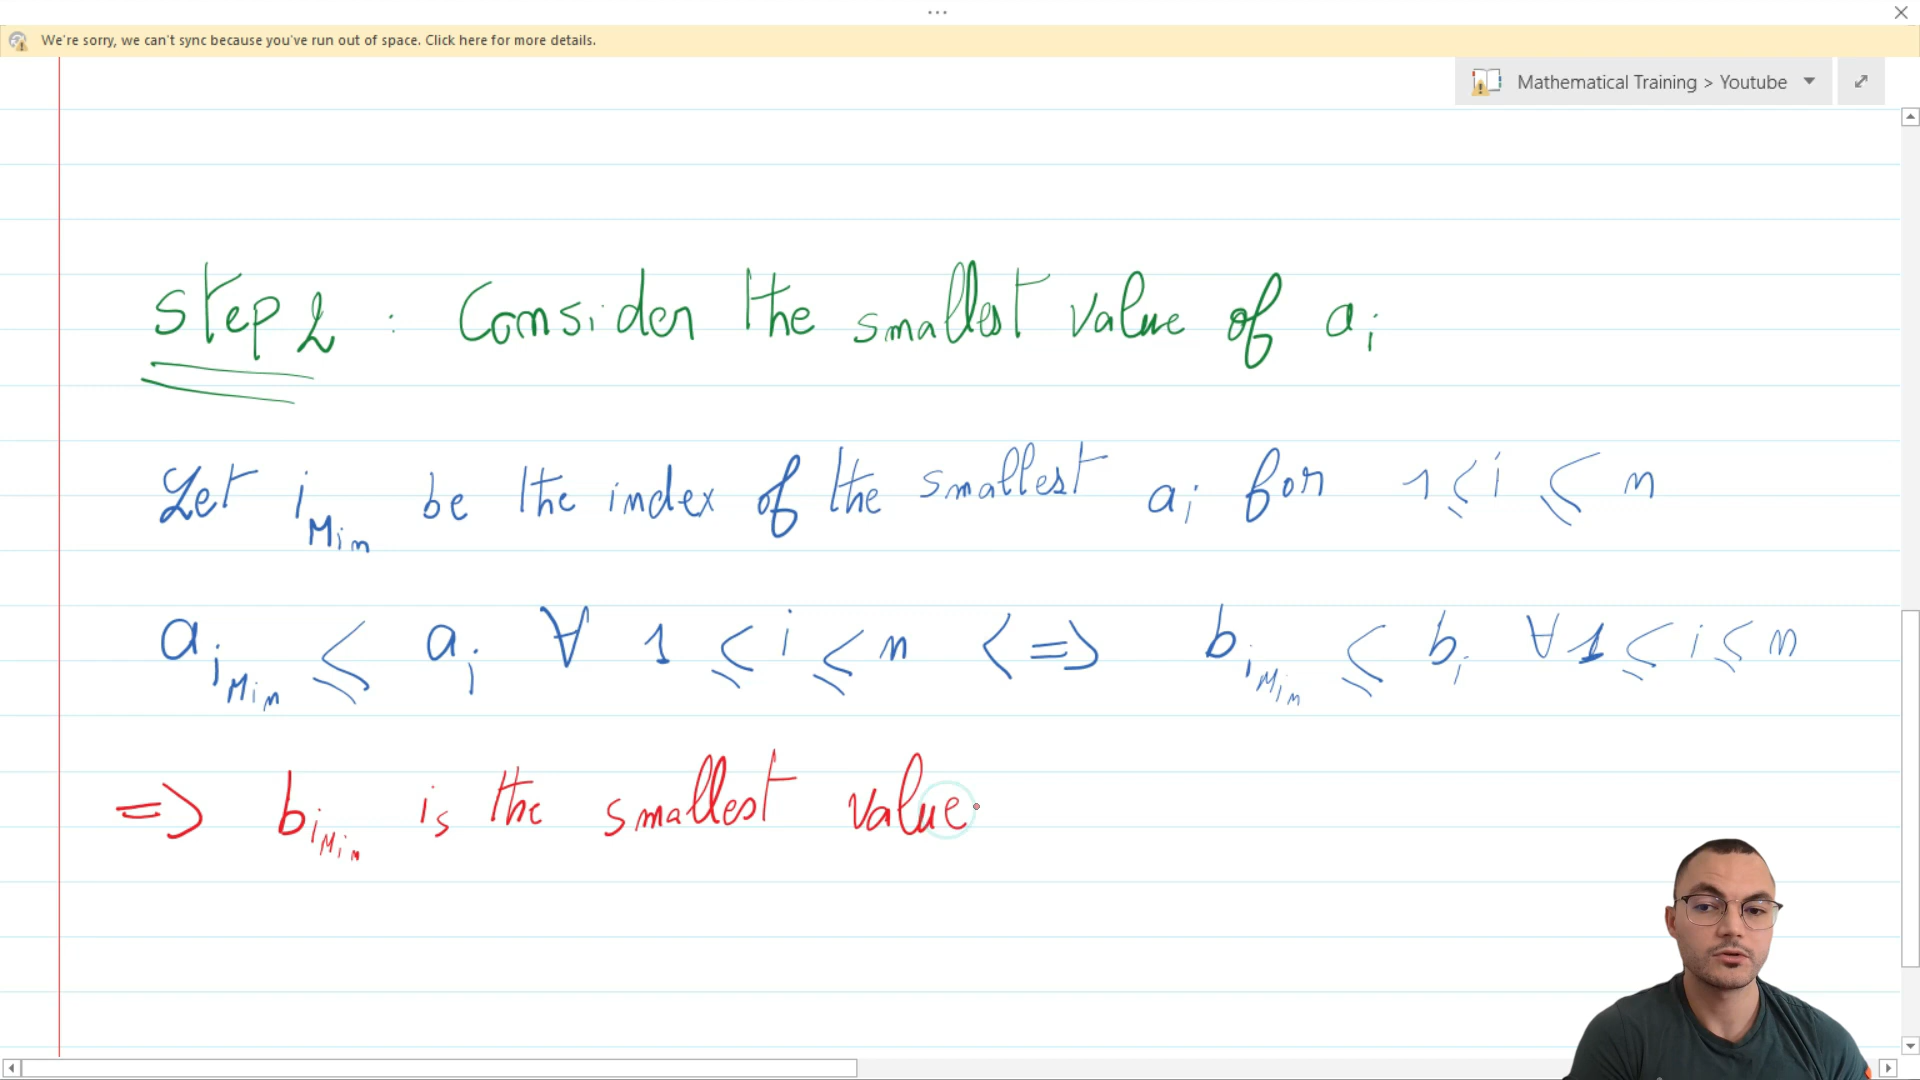 We're sorry, we can't sync because you've run out of space. Click here for more details.
Mathematical Training > Youtube
Step 2 : Consider the smallest value of a_i
Let i_Min be the index of the smallest a_i for 1 ≤ i ≤ n
a_{i_Min} ≤ a_i ∀ 1 ≤ i ≤ n <=> b_{i_Min} ≤ b_i ∀ 1 ≤ i ≤ n
=> b_{i_Min} is the smallest value